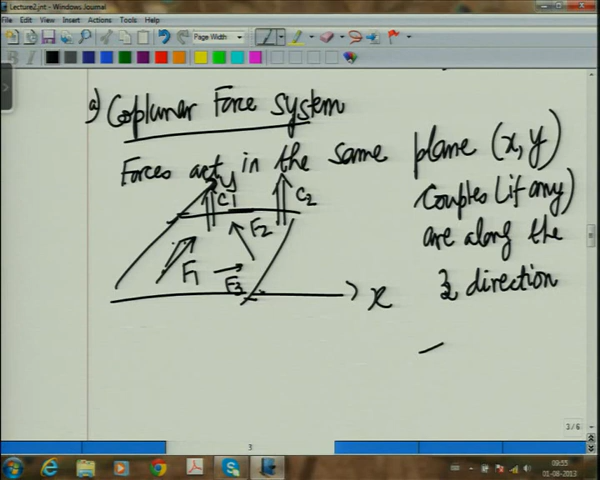 Lecture2.jnt - Windows Journal
File Edit View Insert Actions Tools Help
Page Width
B I
a) Coplanar Force system
Forces act in the same plane (x, y)
Couples (if any)
are along the
z direction
y
C1
C2
F2
F1
F3
x
3/6
3
09:55
01-08-2013